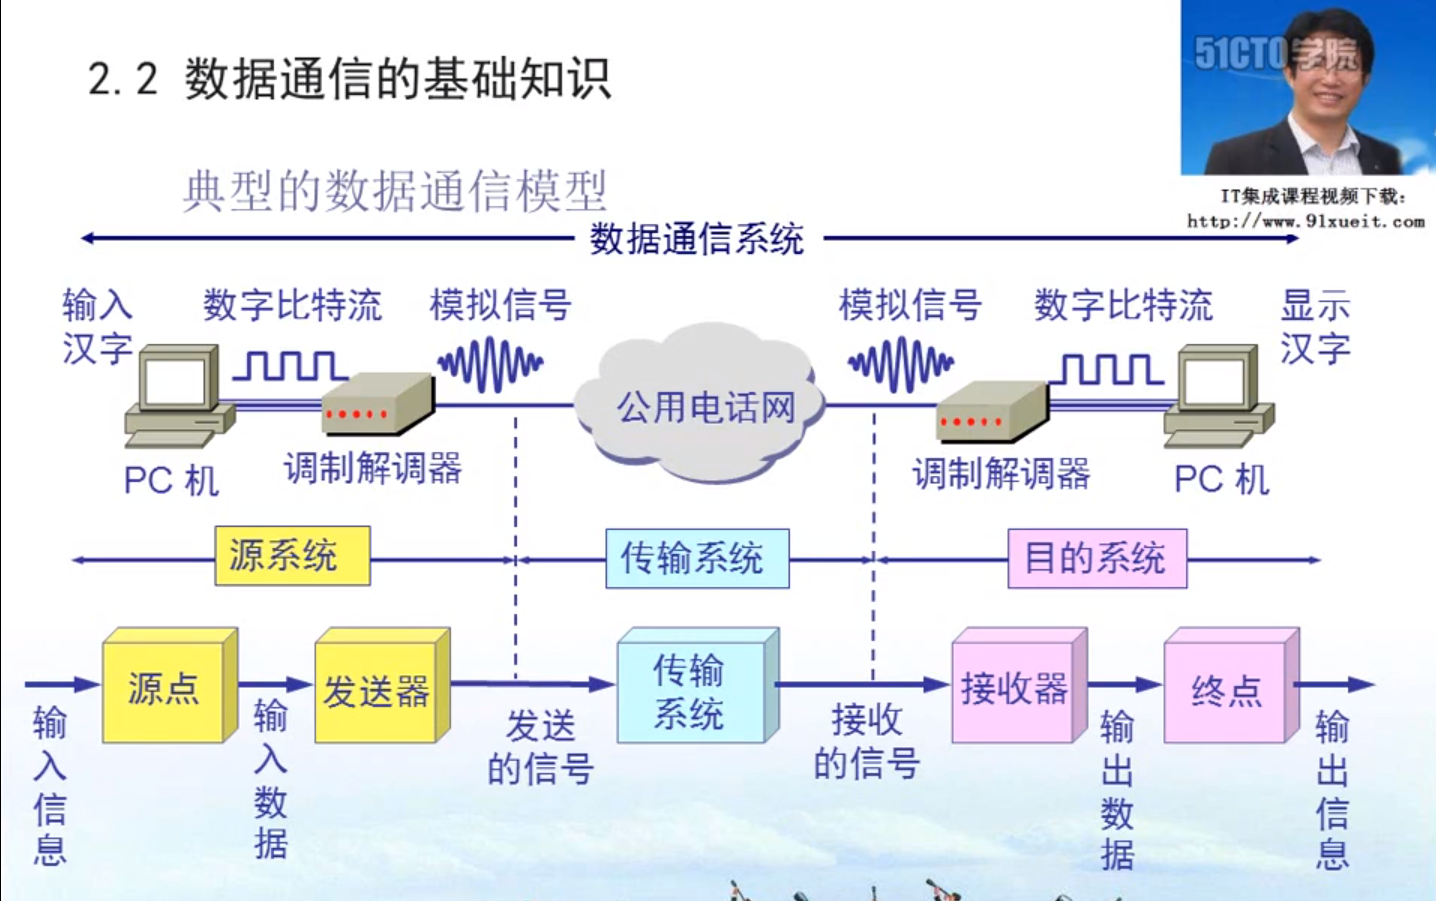 51CTO学院
2.2 数据通信的基础知识
IT集成课程视频下载:
http://www.91xueit.com
典型的数据通信模型
数据通信系统
输入
汉字
数字比特流
模拟信号
模拟信号
数字比特流
显示
汉字
公用电话网
PC 机
调制解调器
调制解调器
PC 机
源系统
传输系统
目的系统
源点
发送器
传输
系统
接收器
终点
输入信息
输入数据
发送
的信号
接收
的信号
输出数据
输出信息